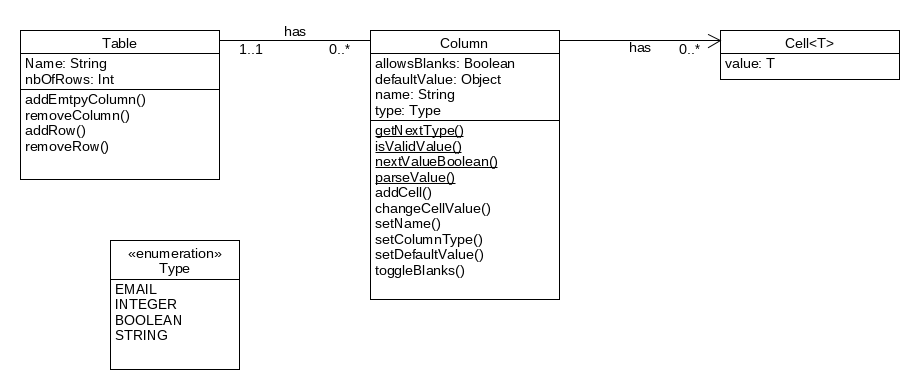 Table
Name: String
nbOfRows: Int
addEmtpyColumn()
removeColumn()
addRow()
removeRow()
has
1..1
0..*
Column
allowsBlanks: Boolean
defaultValue: Object
name: String
type: Type
getNextType()
isValidValue()
nextValueBoolean()
parseValue()
addCell()
changeCellValue()
setName()
setColumnType()
setDefaultValue()
toggleBlanks()
has
0..*
Cell<T>
value: T
«enumeration»
Type
EMAIL
INTEGER
BOOLEAN
STRING